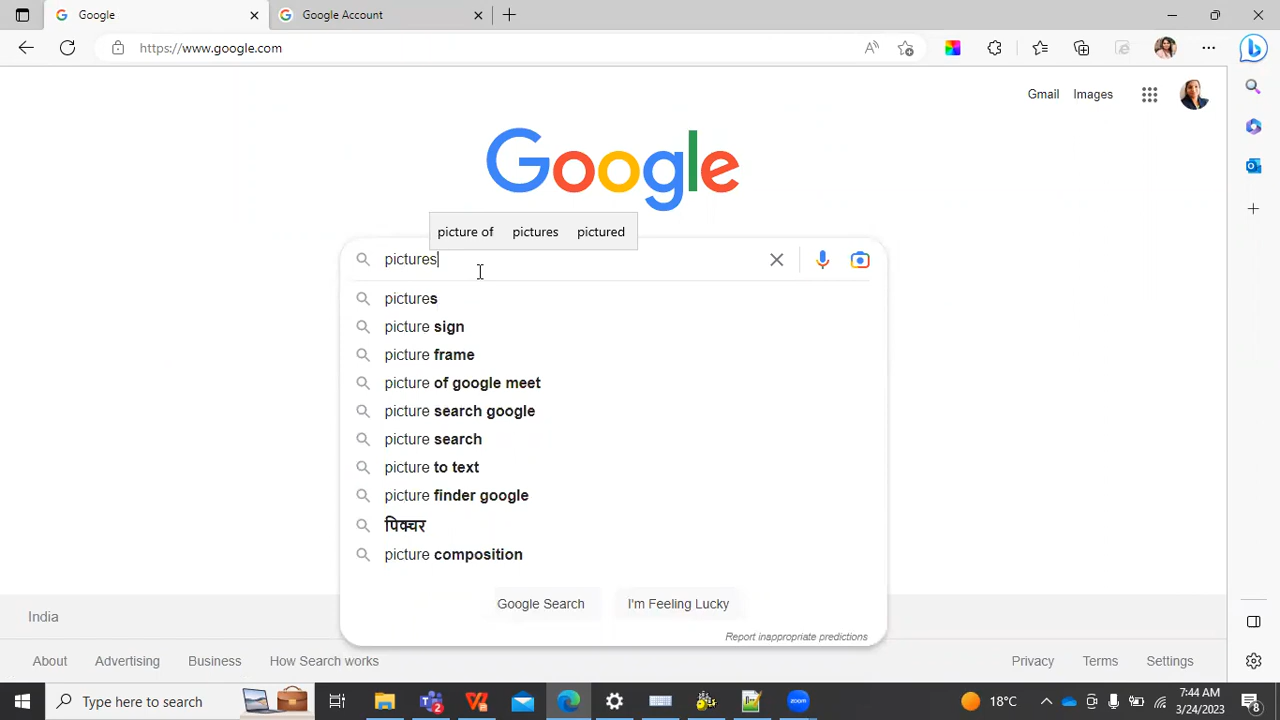 Google
Google Account
https://www.google.com
Gmail Images
Google
picture of pictures pictured
pictures
pictures
picture sign
picture frame
picture of google meet
picture search google
picture search
picture to text
picture finder google
पिक्चर
picture composition
Google Search I'm Feeling Lucky
Report inappropriate predictions
India
About Advertising Business How Search works Privacy Terms Settings
Type here to search 18°C 7:44 AM
3/24/2023